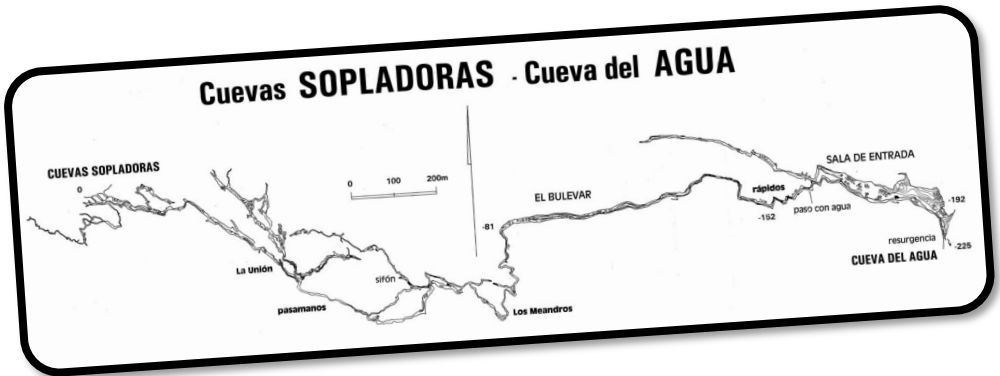 Cuevas SOPLADORAS - Cueva del AGUA
CUEVAS SOPLADORAS
0
0 100 200m
La Unión
pasamanos
sifón
Los Meandros
-81
EL BULEVAR
rápidos
-152
paso con agua
SALA DE ENTRADA
-192
resurgencia
-225
CUEVA DEL AGUA